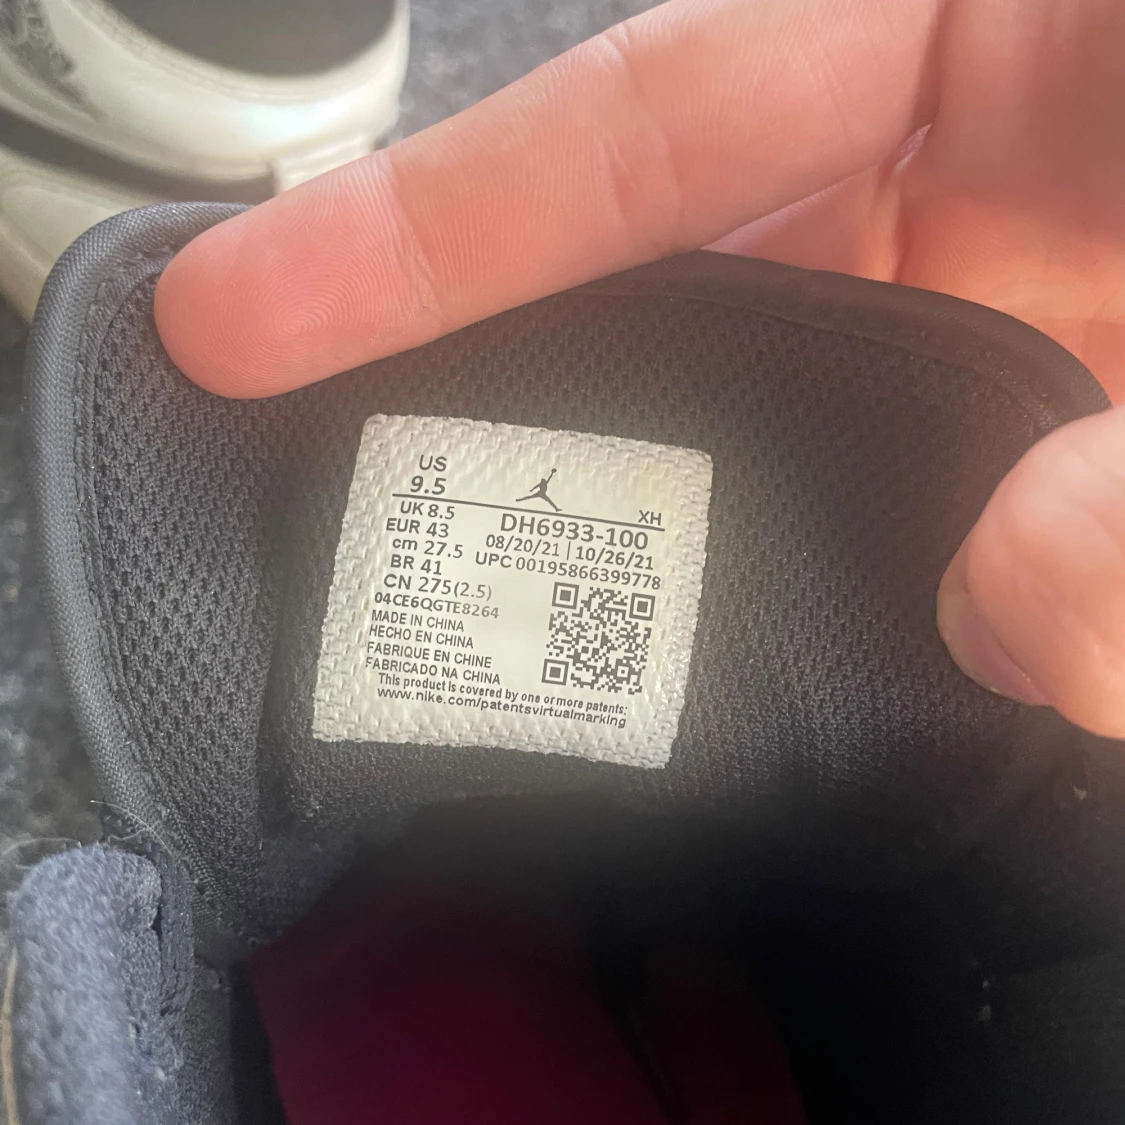 US
9.5
UK 8.5
EUR 43
cm 27.5
BR 41
CN 275(2.5)
04CE6QGTE8264
MADE IN CHINA
HECHO EN CHINA
FABRIQUE EN CHINE
FABRICADO NA CHINA
XH
DH6933-100
08/20/21 | 10/26/21
UPC 00195866399778
This product is covered by one or more patents:
www.nike.com/patentsvirtualmarking